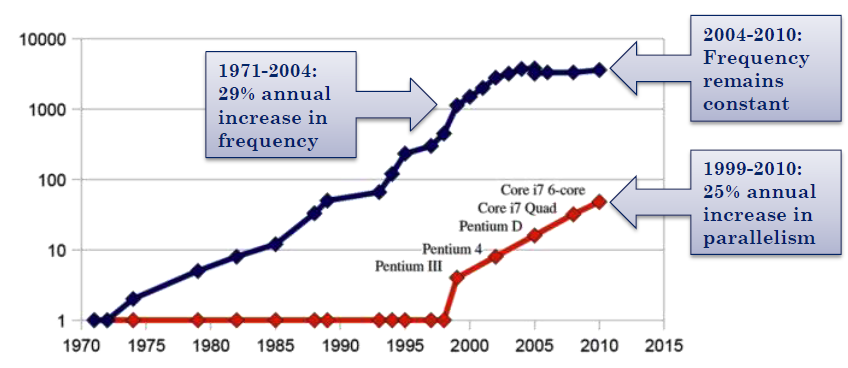 10000
1000
100
10
1
1970 1975 1980 1985 1990 1995 2000 2005 2010 2015
1971-2004:
29% annual
increase in
frequency
2004-2010:
Frequency
remains
constant
1999-2010:
25% annual
increase in
parallelism
Core i7 6-core
Core i7 Quad
Pentium D
Pentium 4
Pentium III